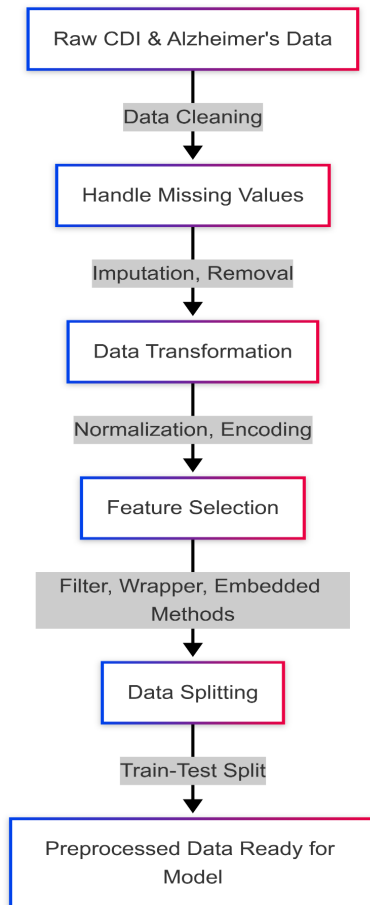 Raw CDI & Alzheimer's Data
Data Cleaning
Handle Missing Values
Imputation, Removal
Data Transformation
Normalization, Encoding
Feature Selection
Filter, Wrapper, Embedded
Methods
Data Splitting
Train-Test Split
Preprocessed Data Ready for
Model